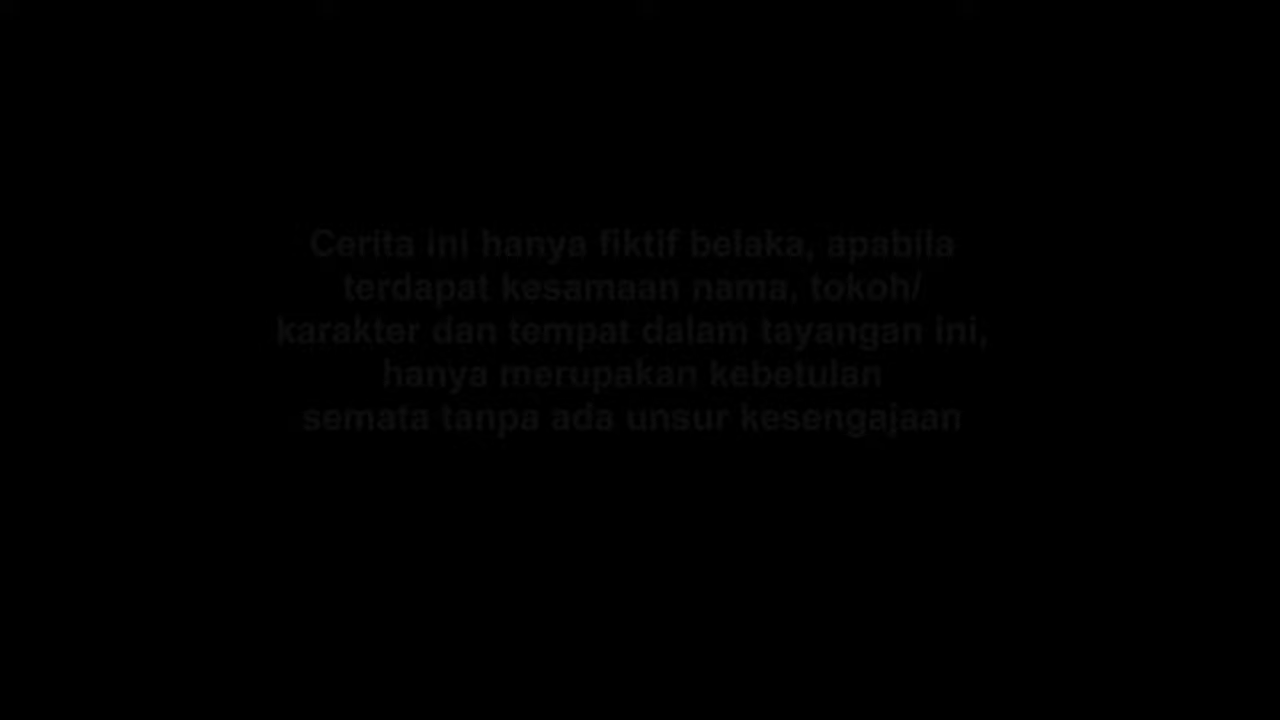 Cerita ini hanya fiktif belaka, apabila
terdapat kesamaan nama, tokoh/
karakter dan tempat dalam tayangan ini,
hanya merupakan kebetulan
semata tanpa ada unsur kesengajaan